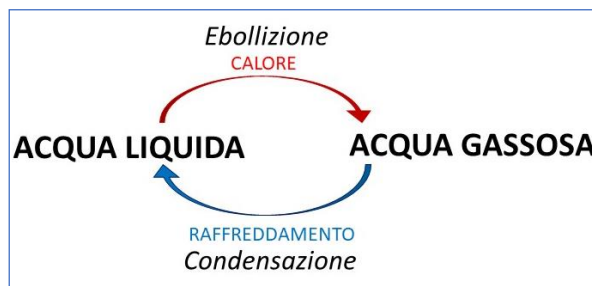 Ebollizione
CALORE
ACQUA LIQUIDA ACQUA GASSOSA
RAFFREDDAMENTO
Condensazione